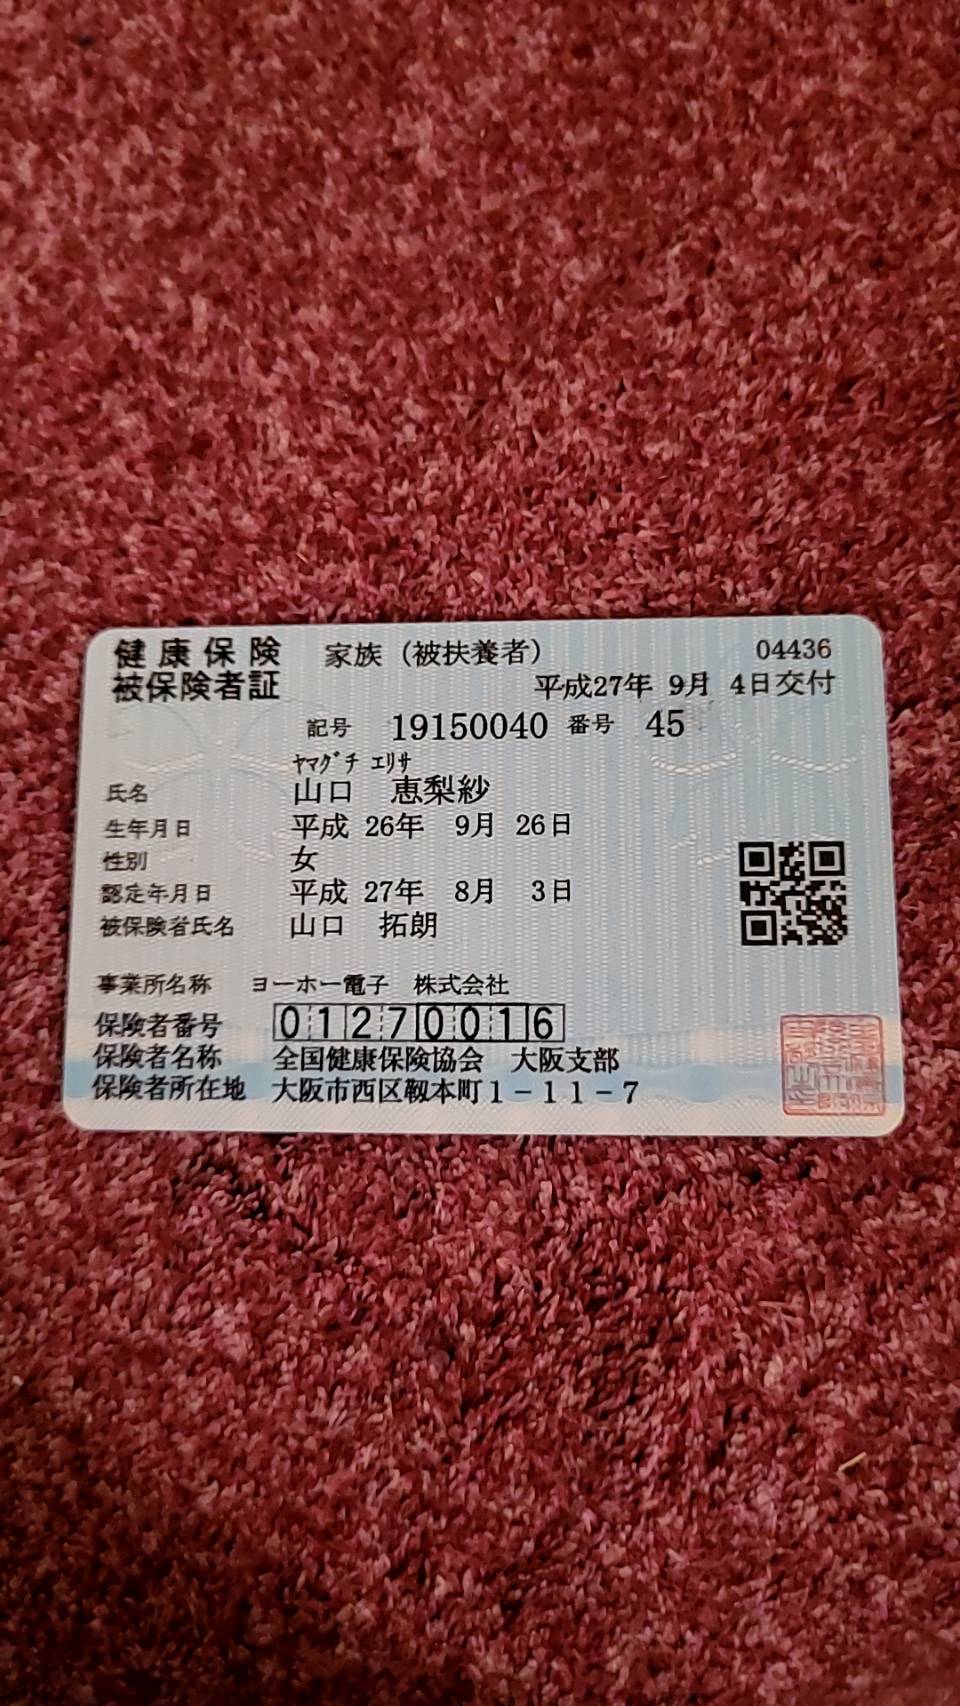 健康保険 家族（被扶養者） 04436
被保険者証 平成27年 9月 4日交付
記号 19150040 番号 45
ﾔﾏｸﾞﾁ ｴﾘｻ
氏名 山口 恵梨紗
生年月日 平成 26年 9月 26日
性別 女
認定年月日 平成 27年 8月 3日
被保険者氏名 山口 拓朗
事業所名称 ヨーホー電子 株式会社
保険者番号 01270016
保険者名称 全国健康保険協会 大阪支部
保険者所在地 大阪市西区靱本町1-11-7